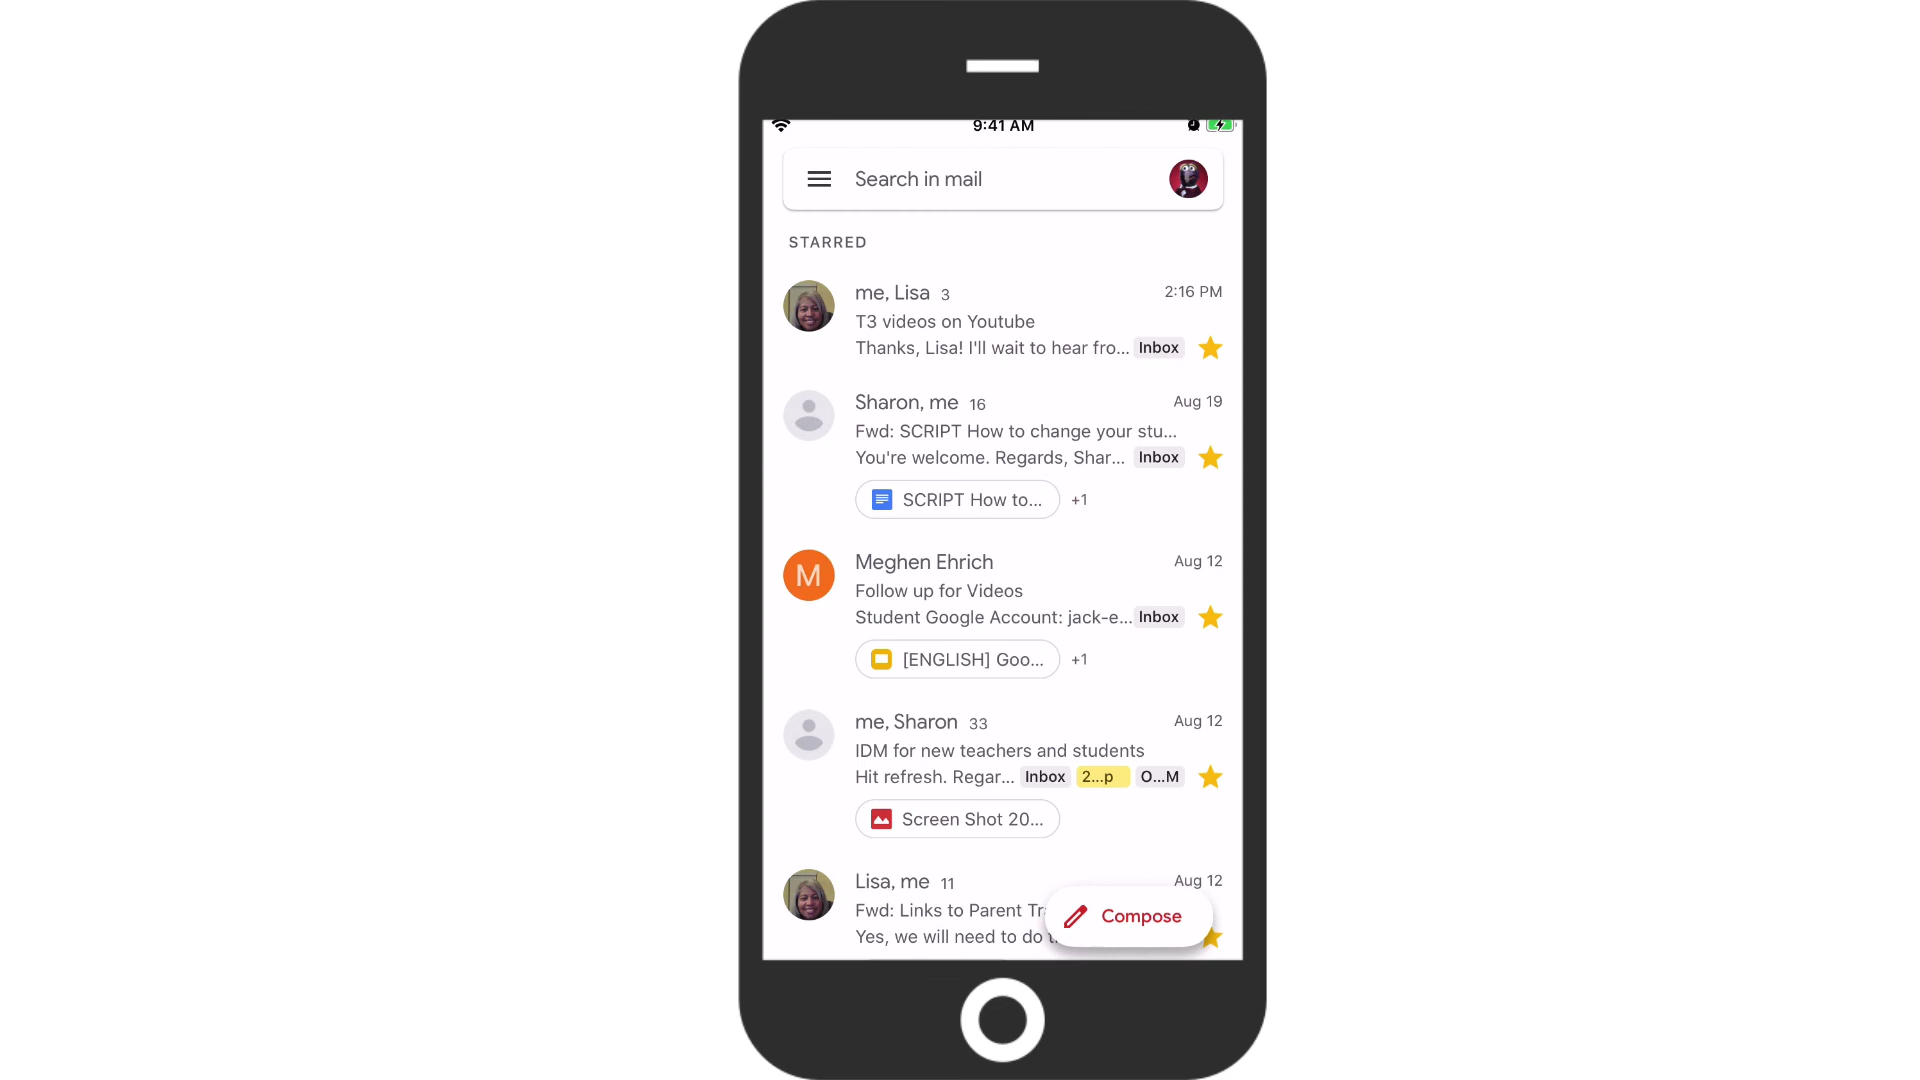 9:41 AM
Search in mail
STARRED
me, Lisa 3 2:16 PM
T3 videos on Youtube
Thanks, Lisa! I'll wait to hear fro... Inbox
Sharon, me 16 Aug 19
Fwd: SCRIPT How to change your stu...
You're welcome. Regards, Shar... Inbox
SCRIPT How to... +1
M
Meghen Ehrich Aug 12
Follow up for Videos
Student Google Account: jack-e... Inbox
[ENGLISH] Goo... +1
me, Sharon 33 Aug 12
IDM for new teachers and students
Hit refresh. Regar... Inbox 2...p O...M
Screen Shot 20...
Lisa, me 11 Aug 12
Fwd: Links to Parent Tr
Yes, we will need to do
Compose